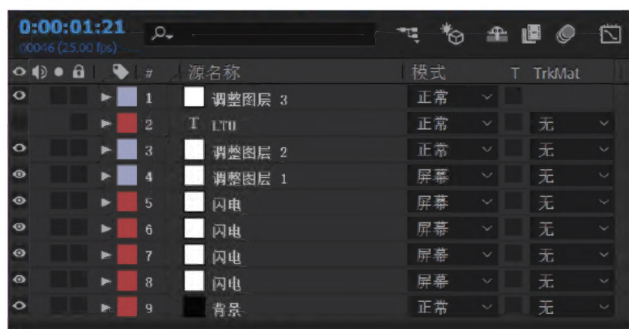 0:00:01:21
00046 (25.00 fps)
# 源名称 模式 T TrkMat
1 调整图层 3 正常
2 T LTU 正常 无
3 调整图层 2 正常 无
4 调整图层 1 屏幕 无
5 闪电 屏幕 无
6 闪电 屏幕 无
7 闪电 屏幕 无
8 闪电 屏幕 无
9 背景 正常 无